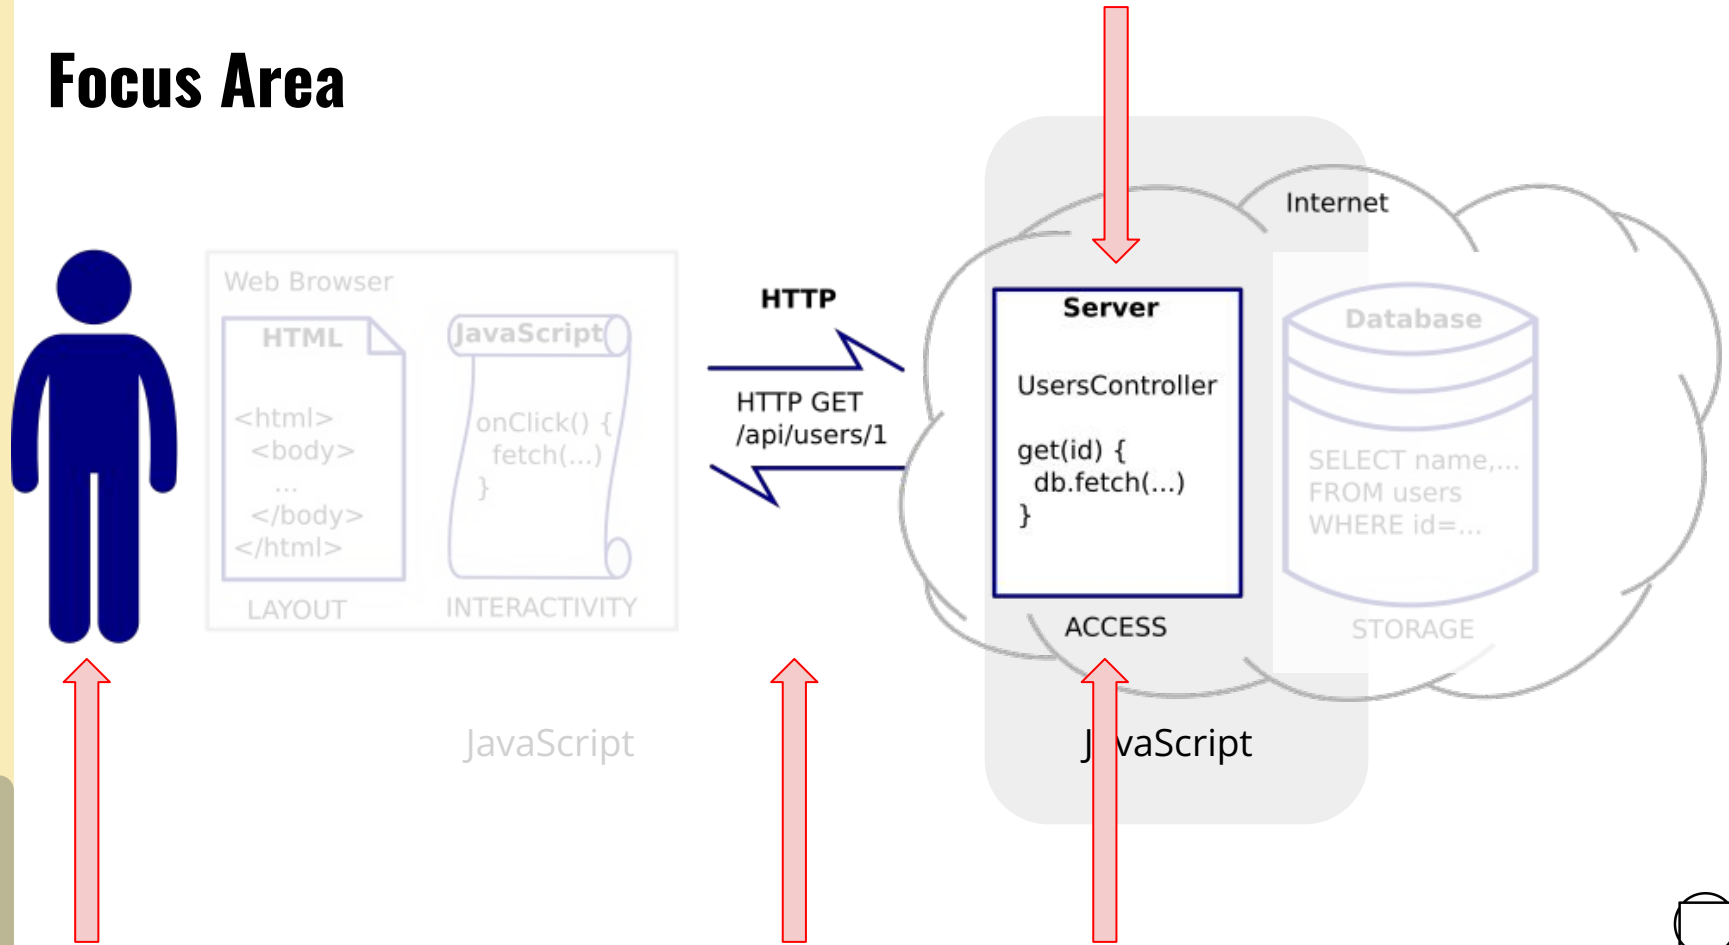 Focus Area
Internet
Web Browser
HTML
<html>
<body>
...
</body>
</html>
LAYOUT
JavaScript
onClick() {
fetch(...)
}
INTERACTIVITY
HTTP
HTTP GET
/api/users/1
Server
UsersController
get(id) {
db.fetch(...)
}
ACCESS
Database
SELECT name,...
FROM users
WHERE id=...
STORAGE
JavaScript
JavaScript